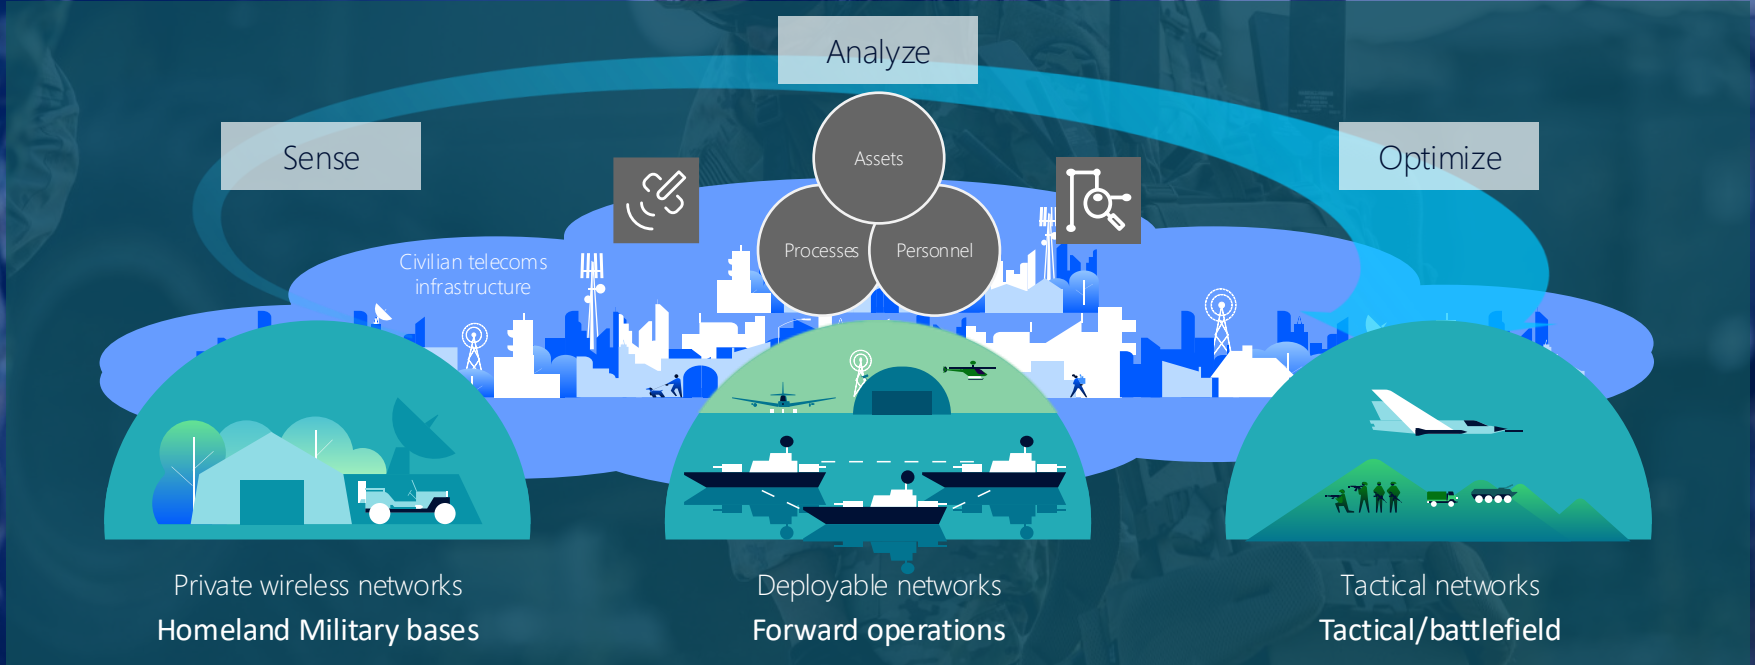 Analyze
Sense
Optimize
Assets
Processes
Personnel
Civilian telecoms
infrastructure
Private wireless networks
Homeland Military bases
Deployable networks
Forward operations
Tactical networks
Tactical/battlefield